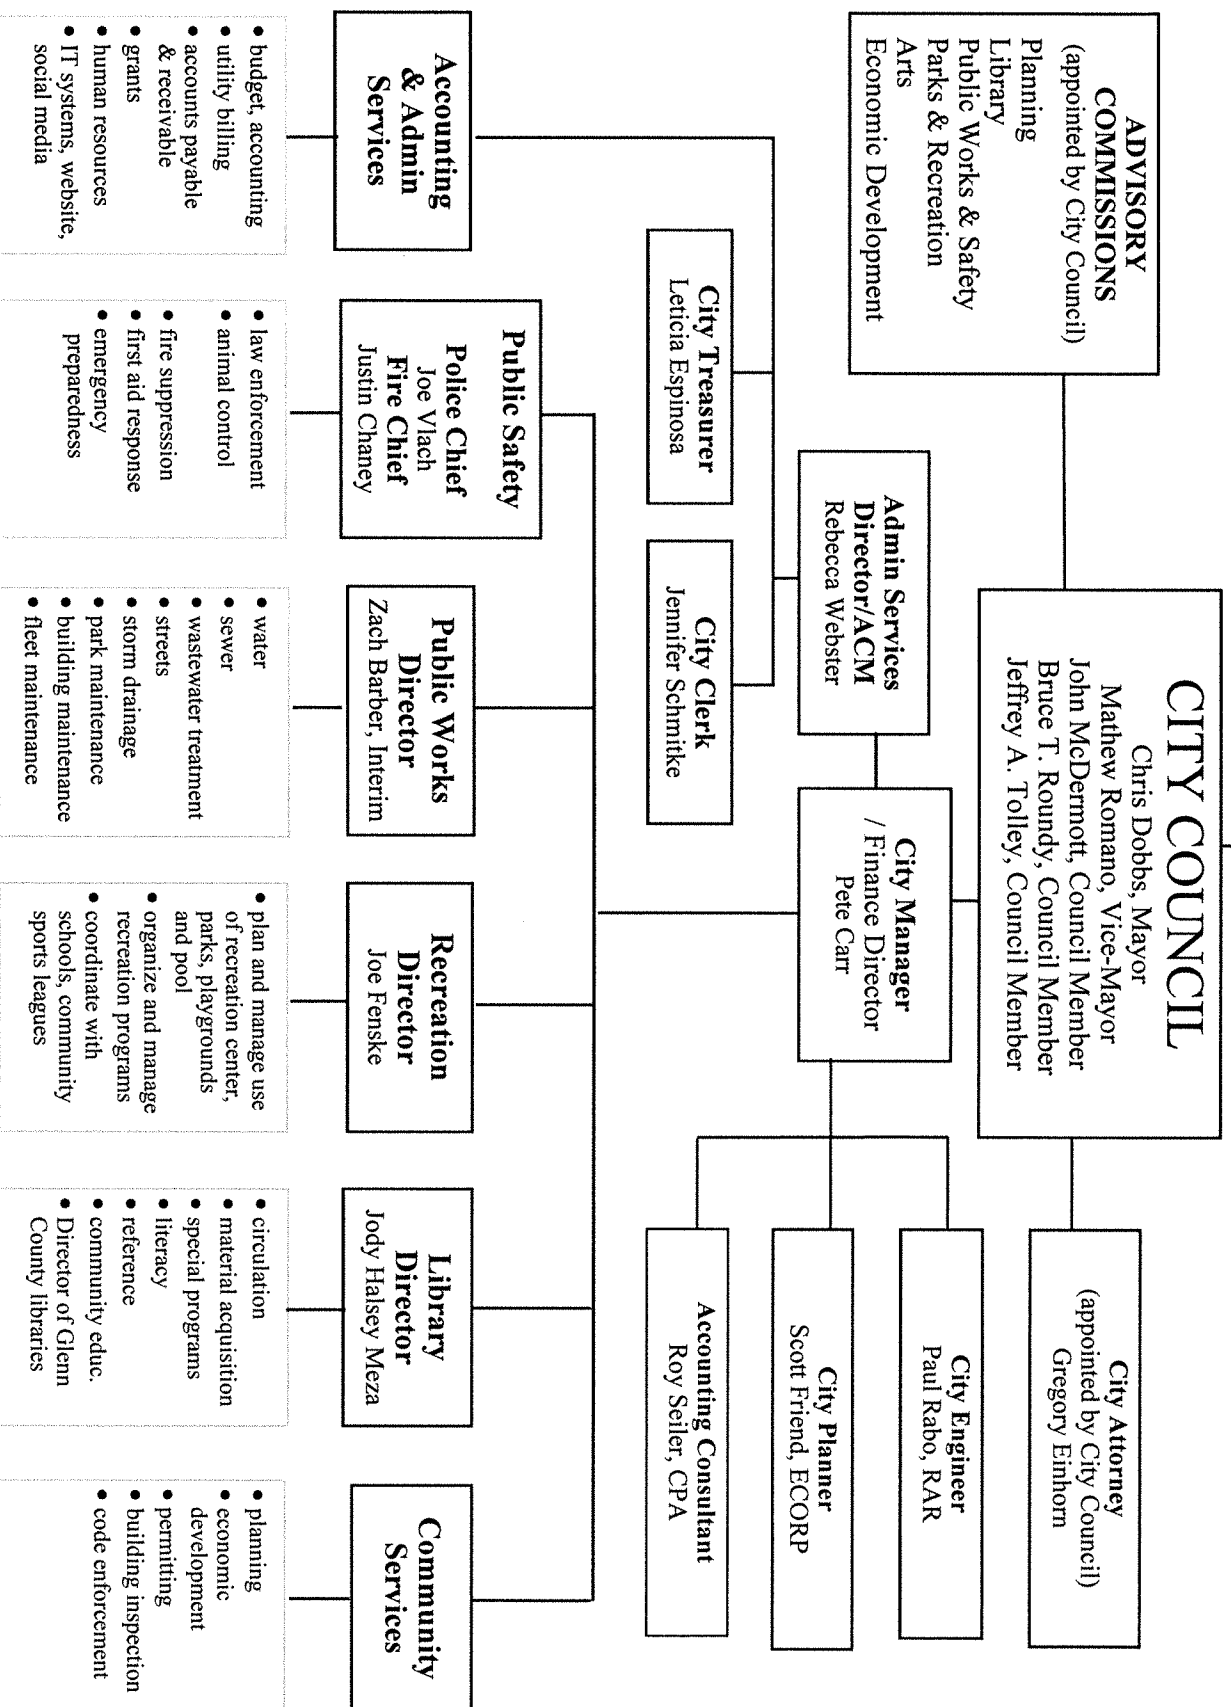 CITY COUNCIL
Chris Dobbs, Mayor
Mathew Romano, Vice-Mayor
John McDermott, Council Member
Bruce T. Roundy, Council Member
Jeffrey A. Tolley, Council Member
ADVISORY
COMMISSIONS
(appointed by City Council)
Planning
Library
Public Works & Safety
Parks & Recreation
Arts
Economic Development
City Attorney
(appointed by City Council)
Gregory Einhorn
Admin Services
Director/ACM
Rebecca Webster
City Manager
/ Finance Director
Pete Carr
City Engineer
Paul Rabo, RAR
City Planner
Scott Friend, ECORP
Accounting Consultant
Roy Seiler, CPA
City Treasurer
Leticia Espinosa
City Clerk
Jennifer Schmitke
Accounting
& Admin
Services
• budget, accounting
• utility billing
• accounts payable
& receivable
• grants
• human resources
• IT systems, website,
social media
Public Safety
Police Chief
Joe Vlach
Fire Chief
Justin Chaney
• law enforcement
• animal control
• fire suppression
• first aid response
• emergency
preparedness
Public Works
Director
Zach Barber, Interim
• water
• sewer
• wastewater treatment
• streets
• storm drainage
• park maintenance
• building maintenance
• fleet maintenance
Recreation
Director
Joe Fenske
• plan and manage use
of recreation center,
parks, playgrounds
and pool
• organize and manage
recreation programs
• coordinate with
schools, community
sports leagues
Library
Director
Jody Halsey Meza
• circulation
• material acquisition
• special programs
• literacy
• reference
• community educ.
• Director of Glenn
County libraries
Community
Services
• planning
• economic
development
• permitting
• building inspection
• code enforcement